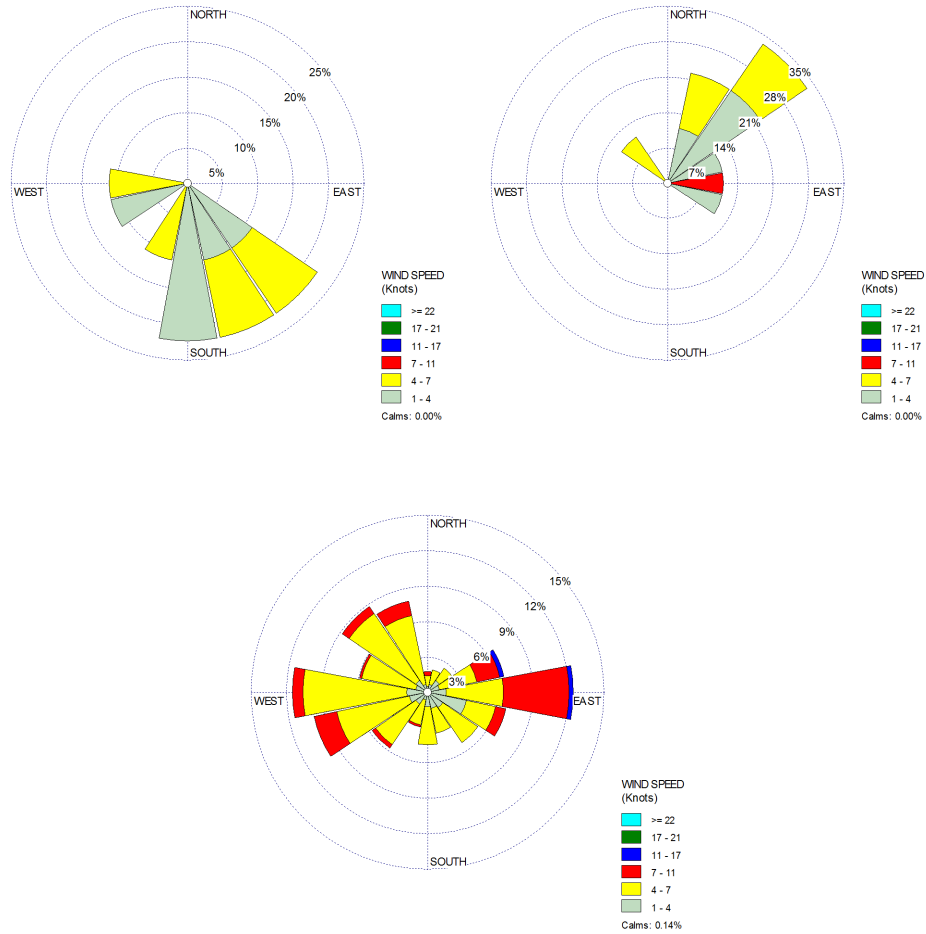 NORTH
25%
20%
15%
10%
5%
WEST
EAST
SOUTH
WIND SPEED
(Knots)
>= 22
17 - 21
11 - 17
7 - 11
4 - 7
1 - 4
Calms: 0.00%
NORTH
35%
28%
21%
14%
7%
WEST
EAST
SOUTH
WIND SPEED
(Knots)
>= 22
17 - 21
11 - 17
7 - 11
4 - 7
1 - 4
Calms: 0.00%
NORTH
15%
12%
9%
6%
3%
WEST
EAST
SOUTH
WIND SPEED
(Knots)
>= 22
17 - 21
11 - 17
7 - 11
4 - 7
1 - 4
Calms: 0.14%